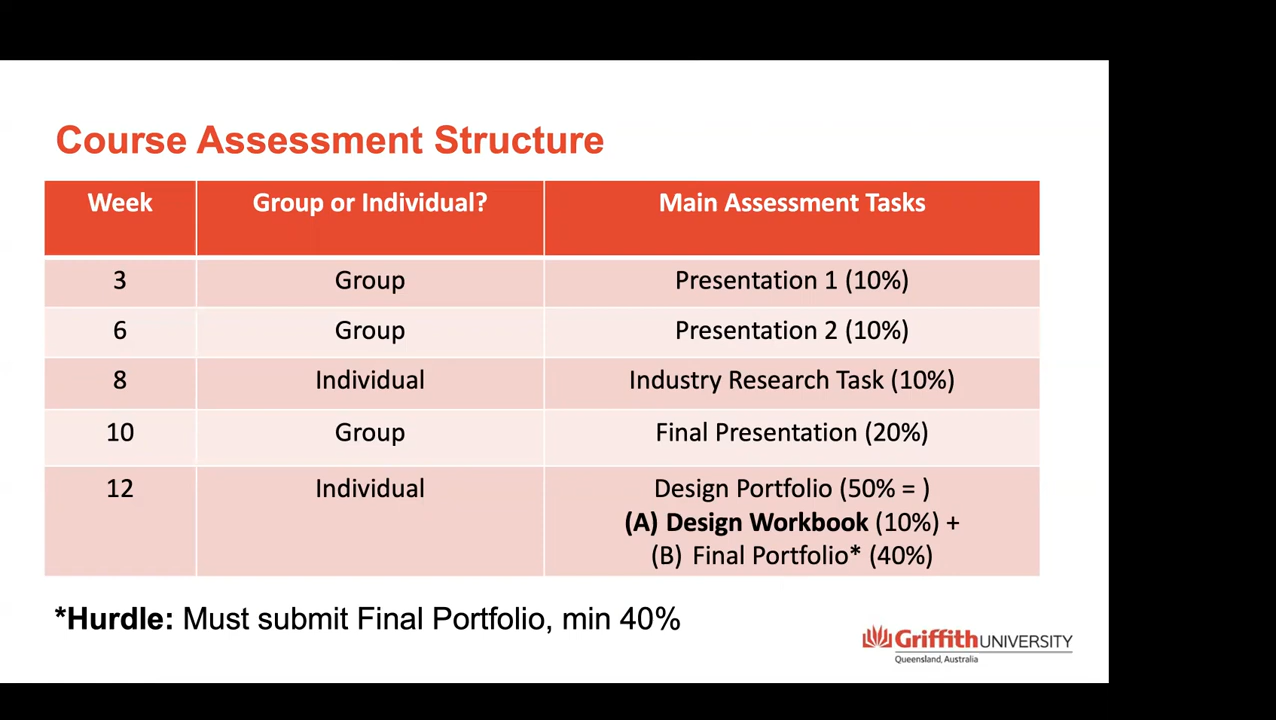 Course Assessment Structure
Week Group or Individual? Main Assessment Tasks
3 Group Presentation 1 (10%)
6 Group Presentation 2 (10%)
8 Individual Industry Research Task (10%)
10 Group Final Presentation (20%)
12 Individual Design Portfolio (50% = )
(A) Design Workbook (10%) +
(B) Final Portfolio* (40%)
*Hurdle: Must submit Final Portfolio, min 40%
Griffith UNIVERSITY
Queensland, Australia